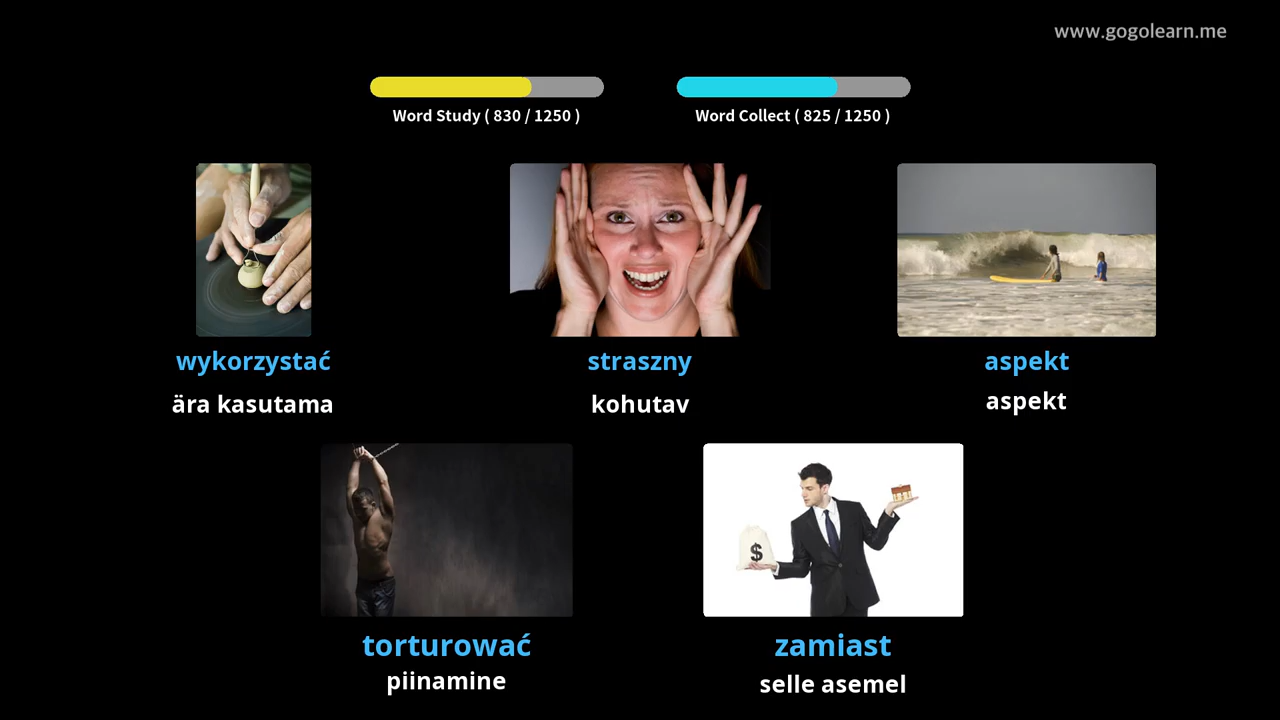 www.gogolearn.me
Word Study ( 830 / 1250 )
Word Collect ( 825 / 1250 )
wykorzystać
ära kasutama
straszny
kohutav
aspekt
aspekt
$
torturować
piinamine
zamiast
selle asemel